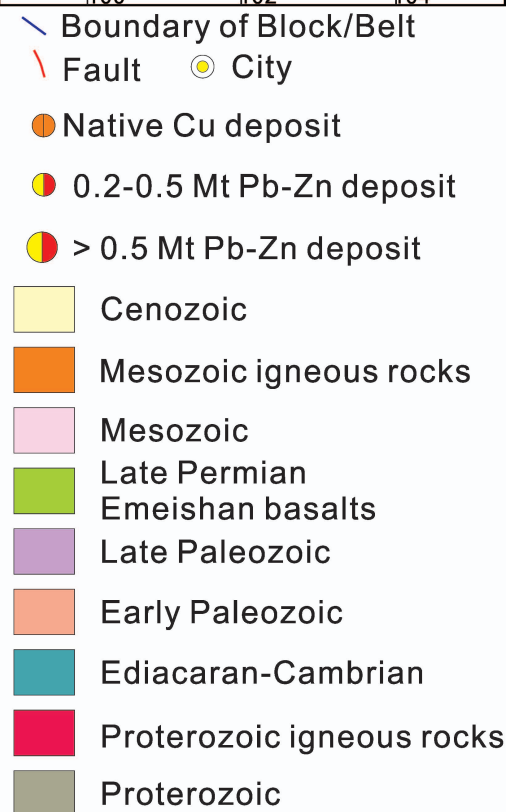 Boundary of Block/Belt
Fault City
Native Cu deposit
0.2-0.5 Mt Pb-Zn deposit
> 0.5 Mt Pb-Zn deposit
Cenozoic
Mesozoic igneous rocks
Mesozoic
Late Permian
Emeishan basalts
Late Paleozoic
Early Paleozoic
Ediacaran-Cambrian
Proterozoic igneous rocks
Proterozoic